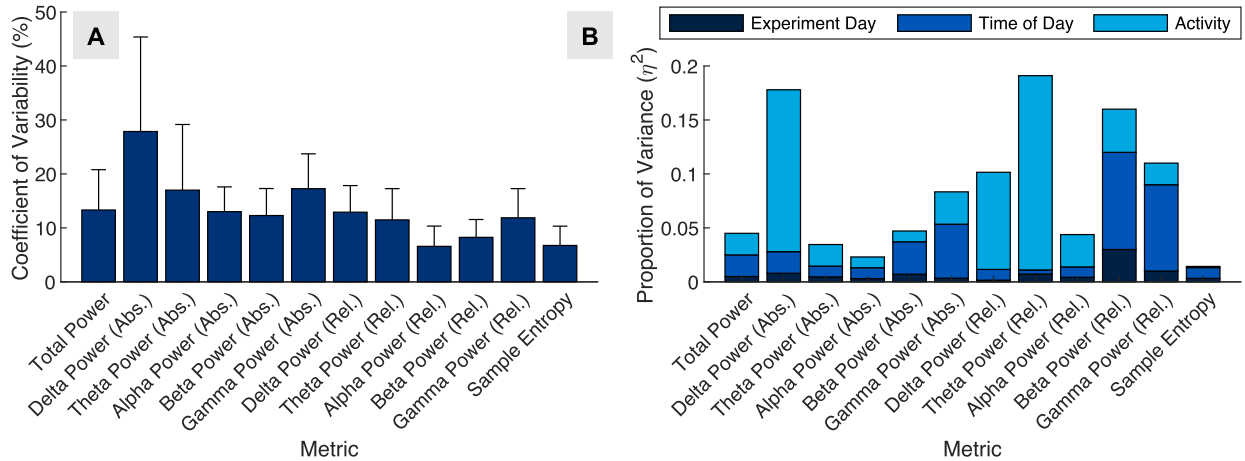 A
Coefficient of Variability (%)
50
40
30
20
10
0
Total Power
Delta Power (Abs.)
Theta Power (Abs.)
Alpha Power (Abs.)
Beta Power (Abs.)
Gamma Power (Abs.)
Delta Power (Rel.)
Theta Power (Rel.)
Alpha Power (Rel.)
Beta Power (Rel.)
Gamma Power (Rel.)
Sample Entropy
Metric
B
Experiment Day Time of Day Activity
Proportion of Variance (η²)
0.2
0.15
0.1
0.05
0
Total Power
Delta Power (Abs.)
Theta Power (Abs.)
Alpha Power (Abs.)
Beta Power (Abs.)
Gamma Power (Abs.)
Delta Power (Rel.)
Theta Power (Rel.)
Alpha Power (Rel.)
Beta Power (Rel.)
Gamma Power (Rel.)
Sample Entropy
Metric